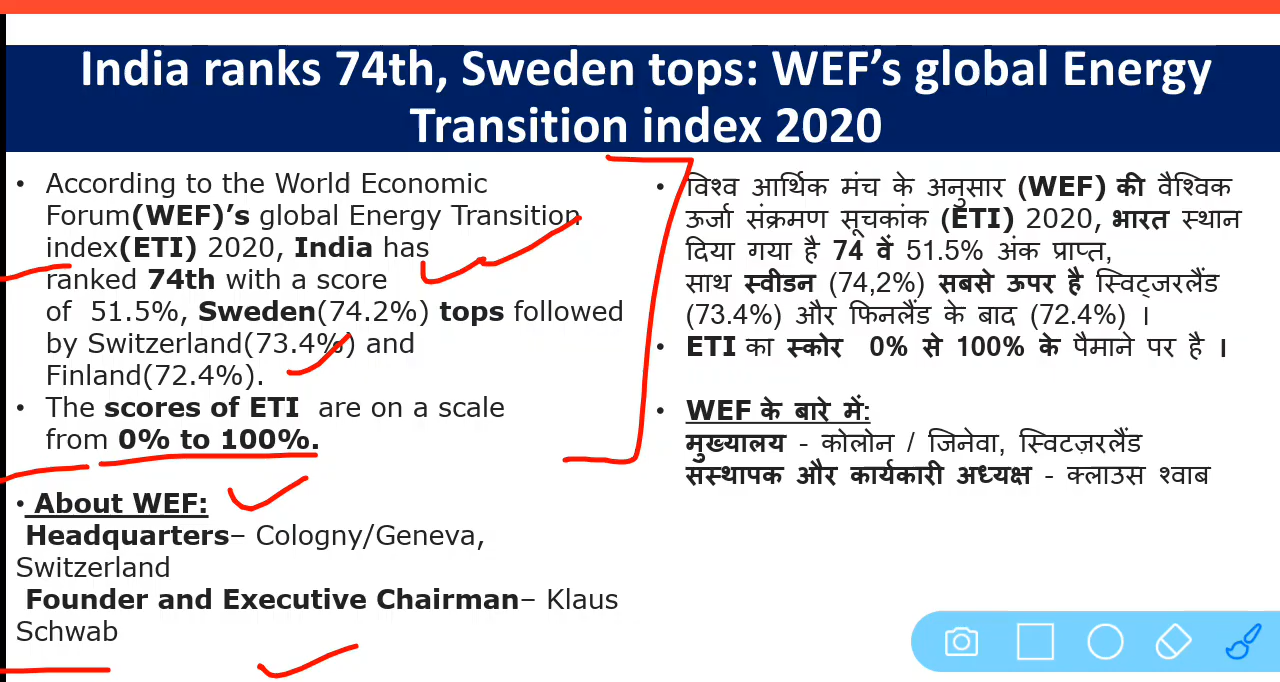 India ranks 74th, Sweden tops: WEF’s global Energy
Transition index 2020
• According to the World Economic
Forum(WEF)’s global Energy Transition
index(ETI) 2020, India has
ranked 74th with a score
of 51.5%, Sweden(74.2%) tops followed
by Switzerland(73.4%) and
Finland(72.4%).
• The scores of ETI are on a scale
from 0% to 100%.
• About WEF:
Headquarters– Cologny/Geneva,
Switzerland
Founder and Executive Chairman– Klaus
Schwab
• विश्व आर्थिक मंच के अनुसार (WEF) की वैश्विक
ऊर्जा संक्रमण सूचकांक (ETI) 2020, भारत स्थान
दिया गया है 74 वें 51.5% अंक प्राप्त,
साथ स्वीडन (74,2%) सबसे ऊपर है स्विट्जरलैंड
(73.4%) और फिनलैंड के बाद (72.4%) ।
• ETI का स्कोर 0% से 100% के पैमाने पर है ।
• WEF के बारे में:
मुख्यालय - कोलोन / जिनेवा, स्विटज़रलैंड
संस्थापक और कार्यकारी अध्यक्ष - क्लाउस श्वाब